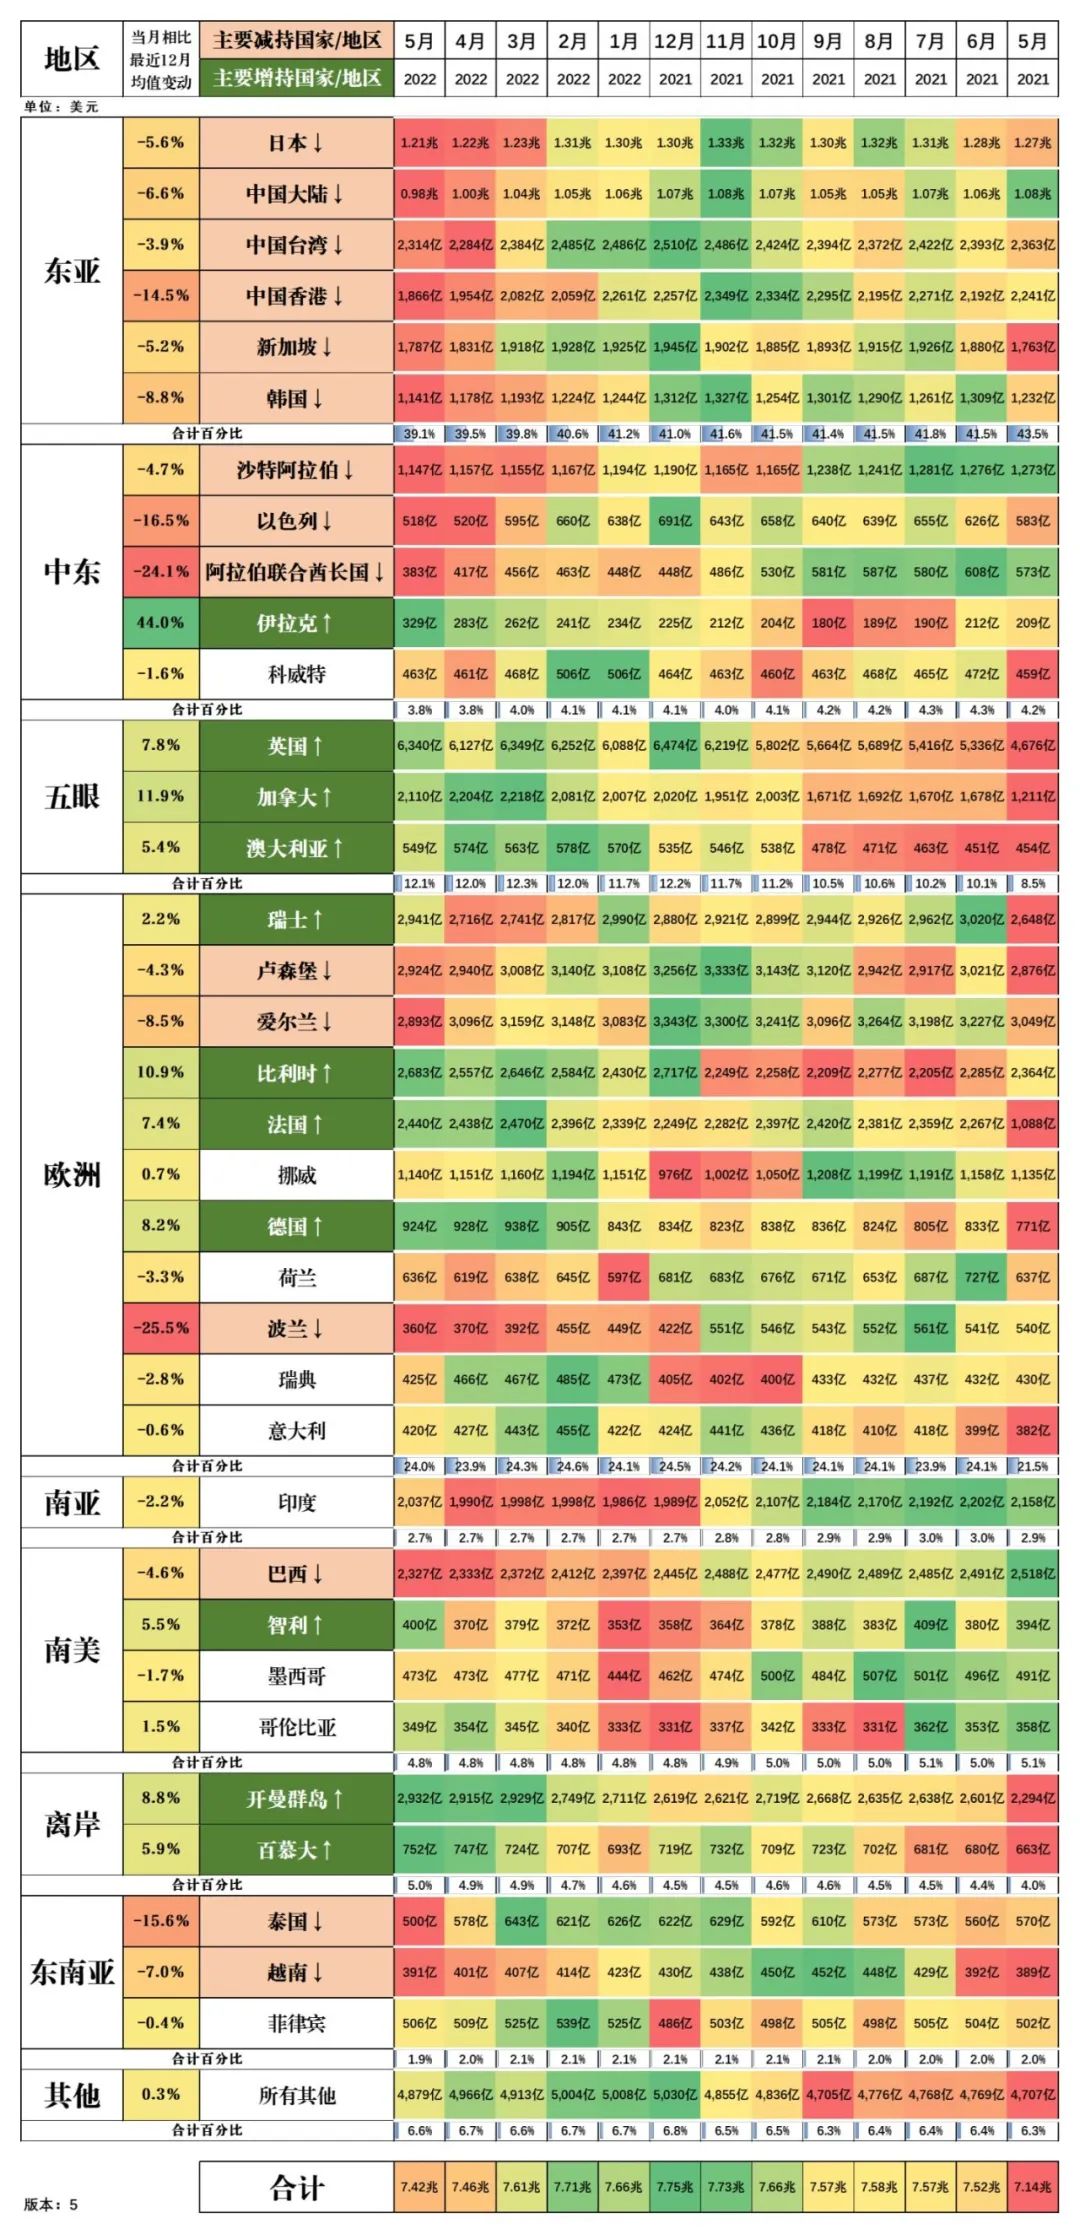 地区 当月相比最近12月均值变动 主要减持国家/地区 5月 4月 3月 2月 1月 12月 11月 10月 9月 8月 7月 6月 5月
主要增持国家/地区 2022 2022 2022 2022 2022 2021 2021 2021 2021 2021 2021 2021 2021
单位：美元
东亚
-5.6% 日本↓ 1.21兆 1.22兆 1.23兆 1.31兆 1.30兆 1.30兆 1.33兆 1.32兆 1.30兆 1.32兆 1.31兆 1.28兆 1.27兆
-6.6% 中国大陆↓ 0.98兆 1.00兆 1.04兆 1.05兆 1.06兆 1.07兆 1.08兆 1.07兆 1.05兆 1.05兆 1.07兆 1.06兆 1.08兆
-3.9% 中国台湾↓ 2,314亿 2,284亿 2,384亿 2,485亿 2,486亿 2,510亿 2,486亿 2,424亿 2,394亿 2,372亿 2,422亿 2,393亿 2,363亿
-14.5% 中国香港↓ 1,866亿 1,954亿 2,082亿 2,059亿 2,261亿 2,257亿 2,349亿 2,334亿 2,295亿 2,195亿 2,271亿 2,192亿 2,241亿
-5.2% 新加坡↓ 1,787亿 1,831亿 1,918亿 1,928亿 1,925亿 1,945亿 1,902亿 1,885亿 1,893亿 1,915亿 1,926亿 1,880亿 1,763亿
-8.8% 韩国↓ 1,141亿 1,178亿 1,193亿 1,224亿 1,244亿 1,312亿 1,327亿 1,254亿 1,301亿 1,290亿 1,261亿 1,309亿 1,232亿
合计百分比 39.1% 39.5% 39.8% 40.6% 41.2% 41.0% 41.6% 41.5% 41.4% 41.5% 41.8% 41.5% 43.5%
中东
-4.7% 沙特阿拉伯↓ 1,147亿 1,157亿 1,155亿 1,167亿 1,194亿 1,190亿 1,165亿 1,165亿 1,238亿 1,241亿 1,281亿 1,276亿 1,273亿
-16.5% 以色列↓ 518亿 520亿 595亿 660亿 638亿 691亿 643亿 658亿 640亿 639亿 655亿 626亿 583亿
-24.1% 阿拉伯联合酋长国↓ 383亿 417亿 456亿 463亿 448亿 448亿 486亿 530亿 581亿 587亿 580亿 608亿 573亿
44.0% 伊拉克↑ 329亿 283亿 262亿 241亿 234亿 225亿 212亿 204亿 180亿 189亿 190亿 212亿 209亿
-1.6% 科威特 463亿 461亿 468亿 506亿 506亿 464亿 463亿 460亿 463亿 468亿 465亿 472亿 459亿
合计百分比 3.8% 3.8% 4.0% 4.1% 4.1% 4.1% 4.0% 4.1% 4.2% 4.2% 4.3% 4.3% 4.2%
五眼
7.8% 英国↑ 6,340亿 6,127亿 6,349亿 6,252亿 6,088亿 6,474亿 6,219亿 5,802亿 5,664亿 5,689亿 5,416亿 5,336亿 4,676亿
11.9% 加拿大↑ 2,110亿 2,204亿 2,218亿 2,081亿 2,007亿 2,020亿 1,951亿 2,003亿 1,671亿 1,692亿 1,670亿 1,678亿 1,211亿
5.4% 澳大利亚↑ 549亿 574亿 563亿 578亿 570亿 535亿 546亿 538亿 478亿 471亿 463亿 451亿 454亿
合计百分比 12.1% 12.0% 12.3% 12.0% 11.7% 12.2% 11.7% 11.2% 10.5% 10.6% 10.2% 10.1% 8.5%
欧洲
2.2% 瑞士↑ 2,941亿 2,716亿 2,741亿 2,817亿 2,990亿 2,880亿 2,921亿 2,899亿 2,944亿 2,926亿 2,962亿 3,020亿 2,648亿
-4.3% 卢森堡↓ 2,924亿 2,940亿 3,008亿 3,140亿 3,108亿 3,256亿 3,333亿 3,143亿 3,120亿 2,942亿 2,917亿 3,021亿 2,876亿
-8.5% 爱尔兰↓ 2,893亿 3,096亿 3,159亿 3,148亿 3,083亿 3,343亿 3,300亿 3,241亿 3,096亿 3,264亿 3,198亿 3,227亿 3,049亿
10.9% 比利时↑ 2,683亿 2,557亿 2,646亿 2,584亿 2,430亿 2,717亿 2,249亿 2,258亿 2,209亿 2,277亿 2,205亿 2,285亿 2,364亿
7.4% 法国↑ 2,440亿 2,438亿 2,470亿 2,396亿 2,339亿 2,249亿 2,282亿 2,397亿 2,420亿 2,381亿 2,359亿 2,267亿 1,088亿
0.7% 挪威 1,140亿 1,151亿 1,160亿 1,194亿 1,151亿 976亿 1,002亿 1,050亿 1,208亿 1,199亿 1,191亿 1,158亿 1,135亿
8.2% 德国↑ 924亿 928亿 938亿 905亿 843亿 834亿 823亿 838亿 836亿 824亿 805亿 833亿 771亿
-3.3% 荷兰 636亿 619亿 638亿 645亿 597亿 681亿 683亿 676亿 671亿 653亿 687亿 727亿 637亿
-25.5% 波兰↓ 360亿 370亿 392亿 455亿 449亿 422亿 551亿 546亿 543亿 552亿 561亿 541亿 540亿
-2.8% 瑞典 425亿 466亿 467亿 485亿 473亿 405亿 402亿 400亿 433亿 432亿 437亿 432亿 430亿
-0.6% 意大利 420亿 427亿 443亿 455亿 422亿 424亿 441亿 436亿 418亿 410亿 418亿 399亿 382亿
合计百分比 24.0% 23.9% 24.3% 24.6% 24.1% 24.5% 24.2% 24.1% 24.1% 24.1% 23.9% 24.1% 21.5%
南亚 -2.2% 印度 2,037亿 1,990亿 1,998亿 1,998亿 1,986亿 1,989亿 2,052亿 2,107亿 2,184亿 2,170亿 2,192亿 2,202亿 2,158亿
合计百分比 2.7% 2.7% 2.7% 2.7% 2.7% 2.7% 2.8% 2.8% 2.9% 2.9% 3.0% 3.0% 2.9%
南美
-4.6% 巴西↓ 2,327亿 2,333亿 2,372亿 2,412亿 2,397亿 2,445亿 2,488亿 2,477亿 2,490亿 2,489亿 2,485亿 2,491亿 2,518亿
5.5% 智利↑ 400亿 370亿 379亿 372亿 353亿 358亿 364亿 378亿 388亿 383亿 409亿 380亿 394亿
-1.7% 墨西哥 473亿 473亿 477亿 471亿 444亿 462亿 474亿 500亿 484亿 507亿 501亿 496亿 491亿
1.5% 哥伦比亚 349亿 354亿 345亿 340亿 333亿 331亿 337亿 342亿 333亿 331亿 362亿 353亿 358亿
合计百分比 4.8% 4.8% 4.8% 4.8% 4.8% 4.8% 4.9% 5.0% 5.0% 5.0% 5.1% 5.0% 5.1%
离岸
8.8% 开曼群岛↑ 2,932亿 2,915亿 2,929亿 2,749亿 2,711亿 2,619亿 2,621亿 2,719亿 2,668亿 2,635亿 2,638亿 2,601亿 2,294亿
5.9% 百慕大↑ 752亿 747亿 724亿 707亿 693亿 719亿 732亿 709亿 723亿 702亿 681亿 680亿 663亿
合计百分比 5.0% 4.9% 4.9% 4.7% 4.6% 4.5% 4.5% 4.6% 4.6% 4.5% 4.5% 4.4% 4.0%
东南亚
-15.6% 泰国↓ 500亿 578亿 643亿 621亿 626亿 622亿 629亿 592亿 610亿 573亿 573亿 560亿 570亿
-7.0% 越南↓ 391亿 401亿 407亿 414亿 423亿 430亿 438亿 450亿 452亿 448亿 429亿 392亿 389亿
-0.4% 菲律宾 506亿 509亿 525亿 539亿 525亿 486亿 503亿 498亿 505亿 498亿 505亿 504亿 502亿
合计百分比 1.9% 2.0% 2.1% 2.1% 2.1% 2.1% 2.1% 2.1% 2.1% 2.0% 2.0% 2.0% 2.0%
其他 0.3% 所有其他 4,879亿 4,966亿 4,913亿 5,004亿 5,008亿 5,030亿 4,855亿 4,836亿 4,705亿 4,776亿 4,768亿 4,769亿 4,707亿
合计百分比 6.6% 6.7% 6.6% 6.7% 6.7% 6.8% 6.5% 6.5% 6.3% 6.4% 6.4% 6.4% 6.3%
合计 7.42兆 7.46兆 7.61兆 7.71兆 7.66兆 7.75兆 7.73兆 7.66兆 7.57兆 7.58兆 7.57兆 7.52兆 7.14兆
版本：5